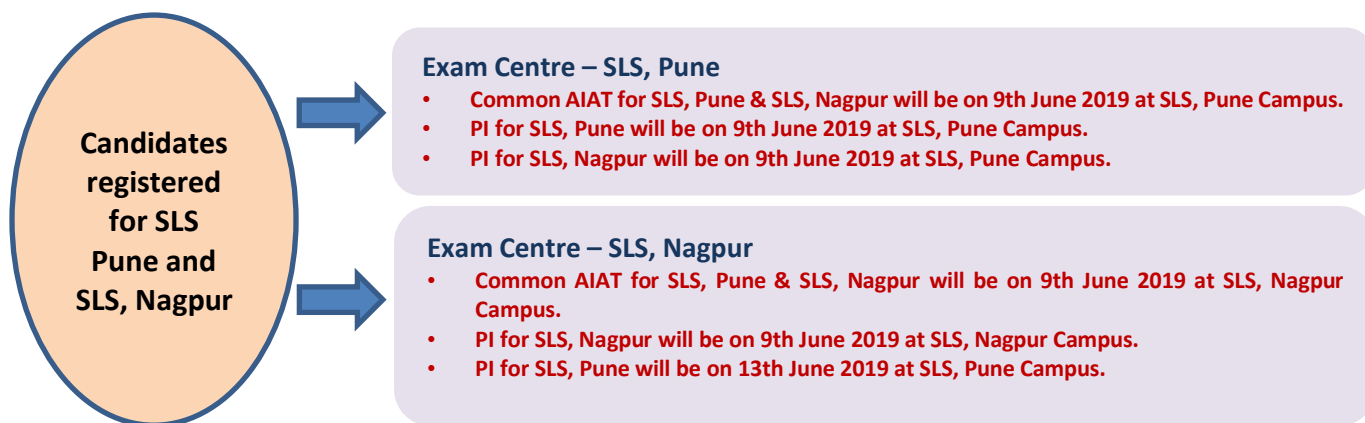 Candidates
registered
for SLS
Pune and
SLS, Nagpur
Exam Centre – SLS, Pune
• Common AIAT for SLS, Pune & SLS, Nagpur will be on 9th June 2019 at SLS, Pune Campus.
• PI for SLS, Pune will be on 9th June 2019 at SLS, Pune Campus.
• PI for SLS, Nagpur will be on 9th June 2019 at SLS, Pune Campus.
Exam Centre – SLS, Nagpur
• Common AIAT for SLS, Pune & SLS, Nagpur will be on 9th June 2019 at SLS, Nagpur
Campus.
• PI for SLS, Nagpur will be on 9th June 2019 at SLS, Nagpur Campus.
• PI for SLS, Pune will be on 13th June 2019 at SLS, Pune Campus.